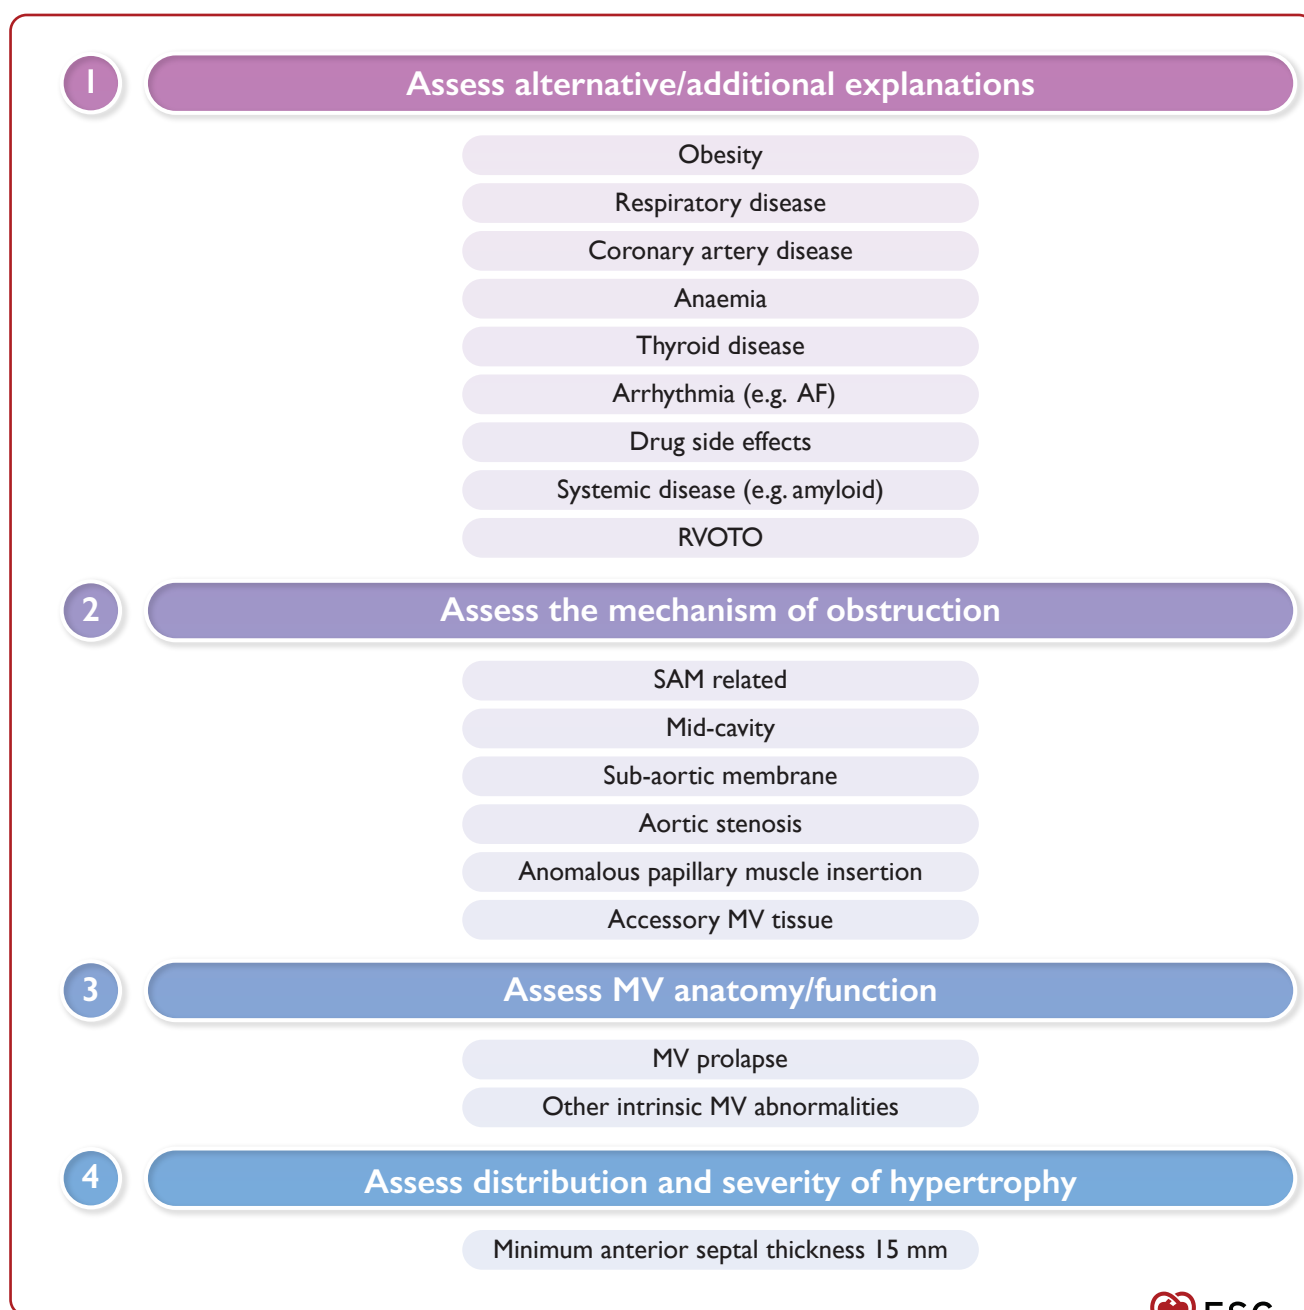 1
Assess alternative/additional explanations
Obesity
Respiratory disease
Coronary artery disease
Anaemia
Thyroid disease
Arrhythmia (e.g. AF)
Drug side effects
Systemic disease (e.g. amyloid)
RVOTO
2
Assess the mechanism of obstruction
SAM related
Mid-cavity
Sub-aortic membrane
Aortic stenosis
Anomalous papillary muscle insertion
Accessory MV tissue
3
Assess MV anatomy/function
MV prolapse
Other intrinsic MV abnormalities
4
Assess distribution and severity of hypertrophy
Minimum anterior septal thickness 15 mm
ESC